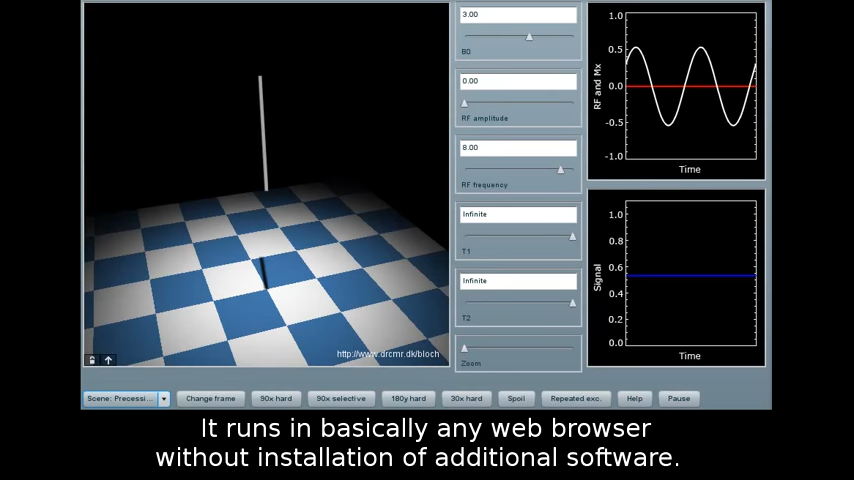 3.00
B0
0.00
RF amplitude
8.00
RF frequency
Infinite
T1
Infinite
T2
Zoom
1.0
0.5
0.0
-0.5
-1.0
RF and Mx
Time
1.0
0.8
0.6
0.4
0.2
0.0
Signal
Time
http://www.drcmr.dk/bloch
Scene: Precessi... Change frame 90x hard 90x selective 180y hard 30x hard Spoil Repeated exc. Help Pause
It runs in basically any web browser
without installation of additional software.